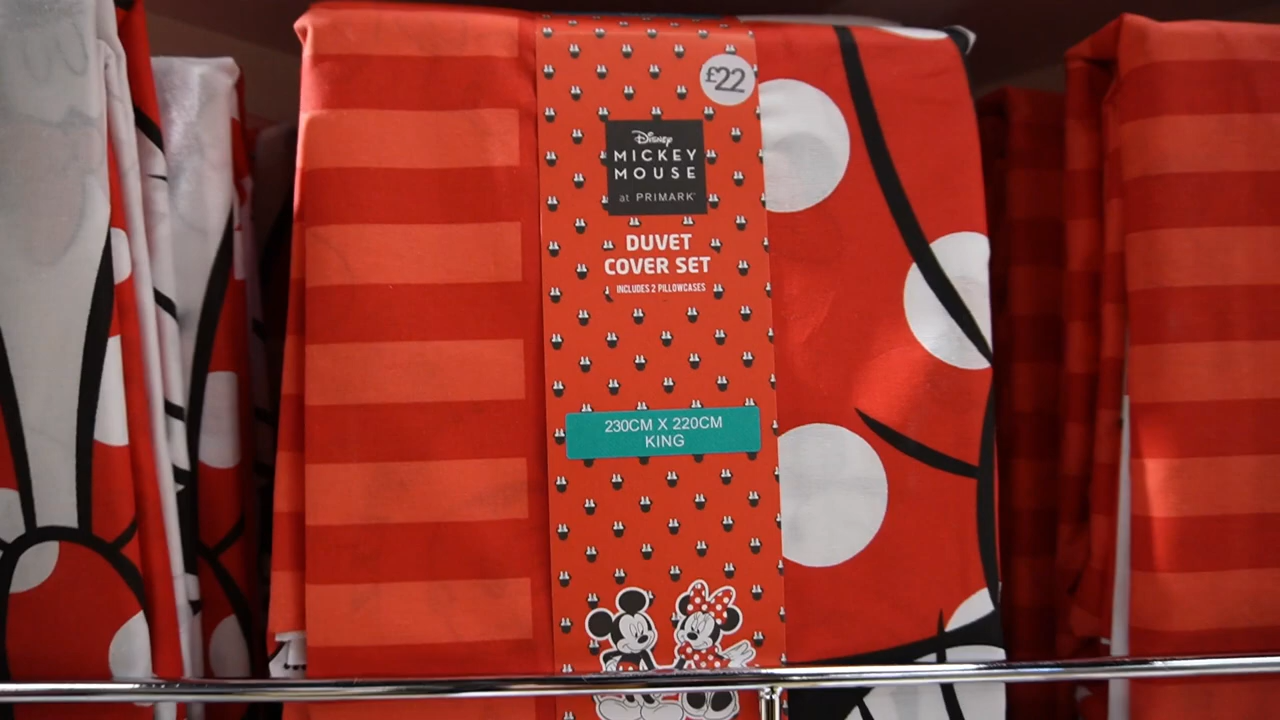 £22
Disney
MICKEY
MOUSE
at PRIMARK
DUVET
COVER SET
INCLUDES 2 PILLOWCASES
230CM X 220CM
KING